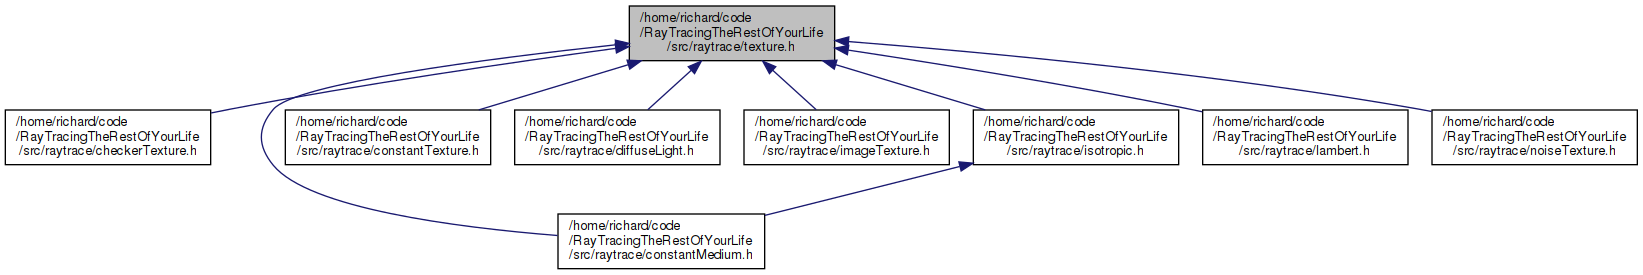 /home/richard/code
/RayTracingTheRestOfYourLife
/src/raytrace/texture.h
/home/richard/code
/RayTracingTheRestOfYourLife
/src/raytrace/checkerTexture.h
/home/richard/code
/RayTracingTheRestOfYourLife
/src/raytrace/constantTexture.h
/home/richard/code
/RayTracingTheRestOfYourLife
/src/raytrace/diffuseLight.h
/home/richard/code
/RayTracingTheRestOfYourLife
/src/raytrace/imageTexture.h
/home/richard/code
/RayTracingTheRestOfYourLife
/src/raytrace/isotropic.h
/home/richard/code
/RayTracingTheRestOfYourLife
/src/raytrace/lambert.h
/home/richard/code
/RayTracingTheRestOfYourLife
/src/raytrace/noiseTexture.h
/home/richard/code
/RayTracingTheRestOfYourLife
/src/raytrace/constantMedium.h